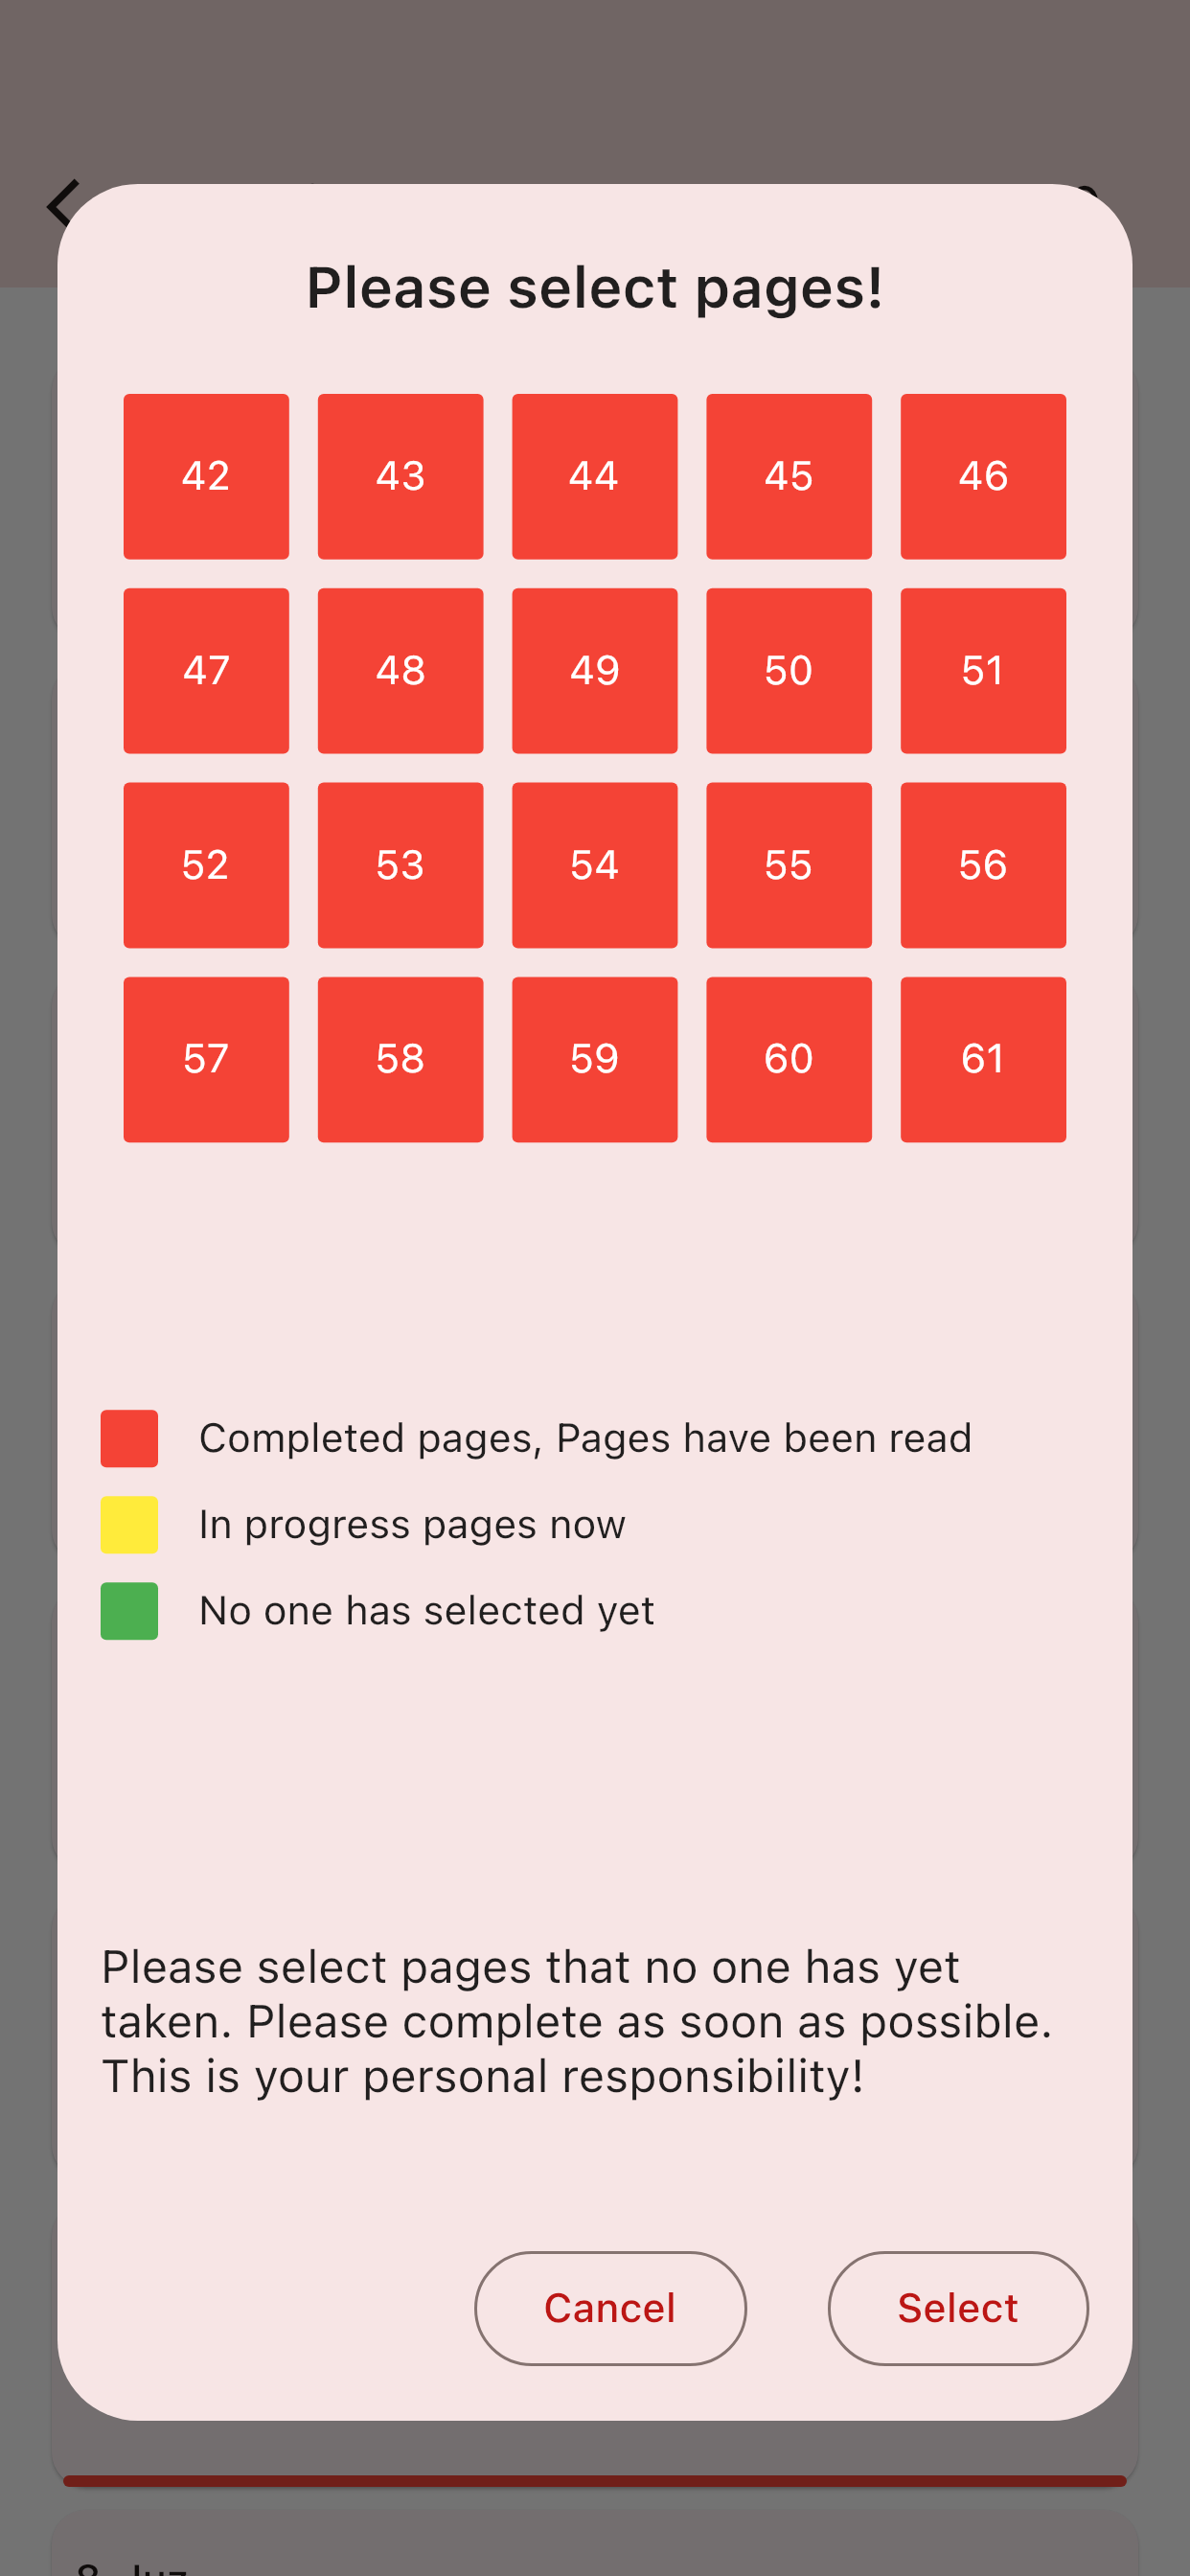 Please select pages!
42 43 44 45 46
47 48 49 50 51
52 53 54 55 56
57 58 59 60 61
Completed pages, Pages have been read
In progress pages now
No one has selected yet
Please select pages that no one has yet
taken. Please complete as soon as possible.
This is your personal responsibility!
Cancel Select